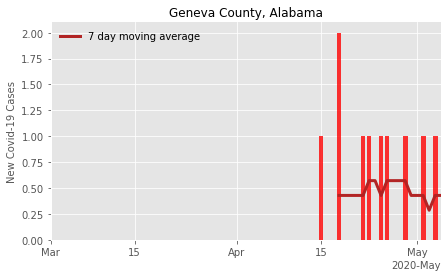 Geneva County, Alabama
7 day moving average
New Covid-19 Cases
2.00
1.75
1.50
1.25
1.00
0.75
0.50
0.25
0.00
Mar
15
Apr
15
May
2020-May